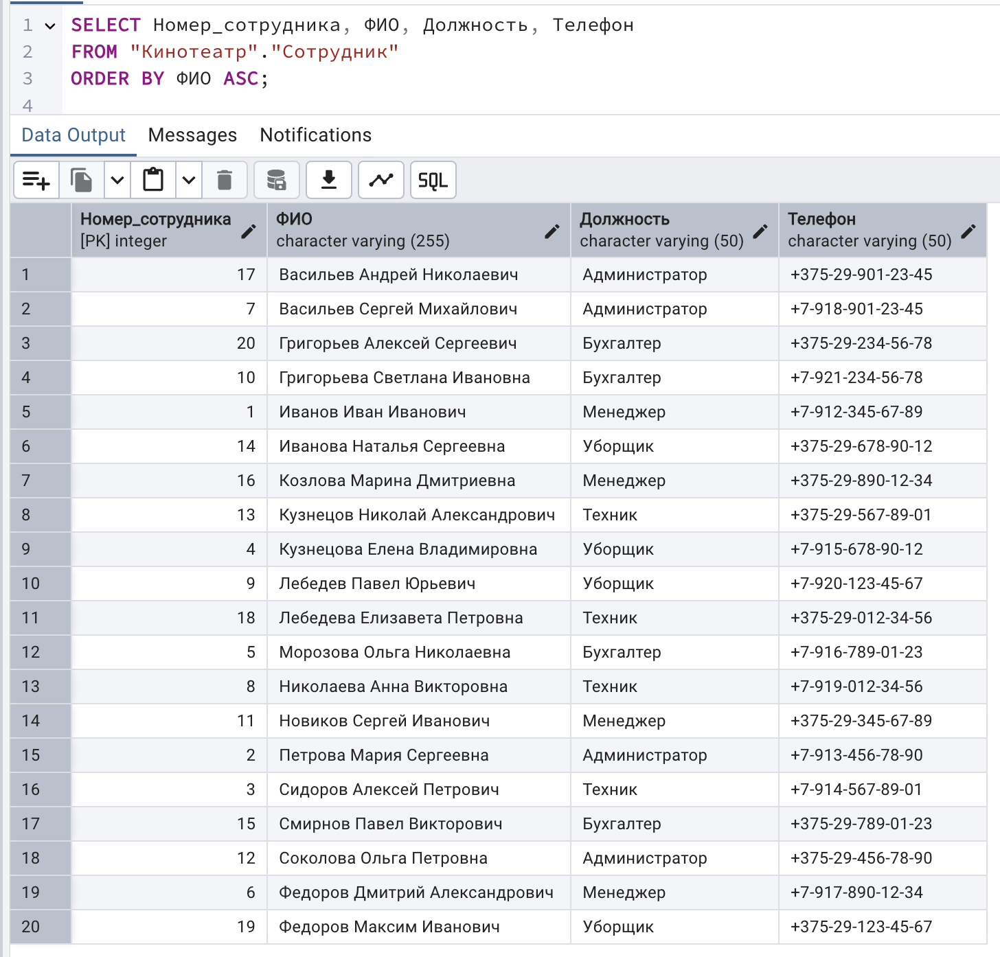 1 SELECT Номер_сотрудника, ФИО, Должность, Телефон
2 FROM "Кинотеатр"."Сотрудник"
3 ORDER BY ФИО ASC;
4
Data Output Messages Notifications
SQL
Номер_сотрудника ФИО Должность Телефон
[PK] integer character varying (255) character varying (50) character varying (50)
1 17 Васильев Андрей Николаевич Администратор +375-29-901-23-45
2 7 Васильев Сергей Михайлович Администратор +7-918-901-23-45
3 20 Григорьев Алексей Сергеевич Бухгалтер +375-29-234-56-78
4 10 Григорьева Светлана Ивановна Бухгалтер +7-921-234-56-78
5 1 Иванов Иван Иванович Менеджер +7-912-345-67-89
6 14 Иванова Наталья Сергеевна Уборщик +375-29-678-90-12
7 16 Козлова Марина Дмитриевна Менеджер +375-29-890-12-34
8 13 Кузнецов Николай Александрович Техник +375-29-567-89-01
9 4 Кузнецова Елена Владимировна Уборщик +7-915-678-90-12
10 9 Лебедев Павел Юрьевич Уборщик +7-920-123-45-67
11 18 Лебедева Елизавета Петровна Техник +375-29-012-34-56
12 5 Морозова Ольга Николаевна Бухгалтер +7-916-789-01-23
13 8 Николаева Анна Викторовна Техник +7-919-012-34-56
14 11 Новиков Сергей Иванович Менеджер +375-29-345-67-89
15 2 Петрова Мария Сергеевна Администратор +7-913-456-78-90
16 3 Сидоров Алексей Петрович Техник +7-914-567-89-01
17 15 Смирнов Павел Викторович Бухгалтер +375-29-789-01-23
18 12 Соколова Ольга Петровна Администратор +375-29-456-78-90
19 6 Федоров Дмитрий Александрович Менеджер +7-917-890-12-34
20 19 Федоров Максим Иванович Уборщик +375-29-123-45-67